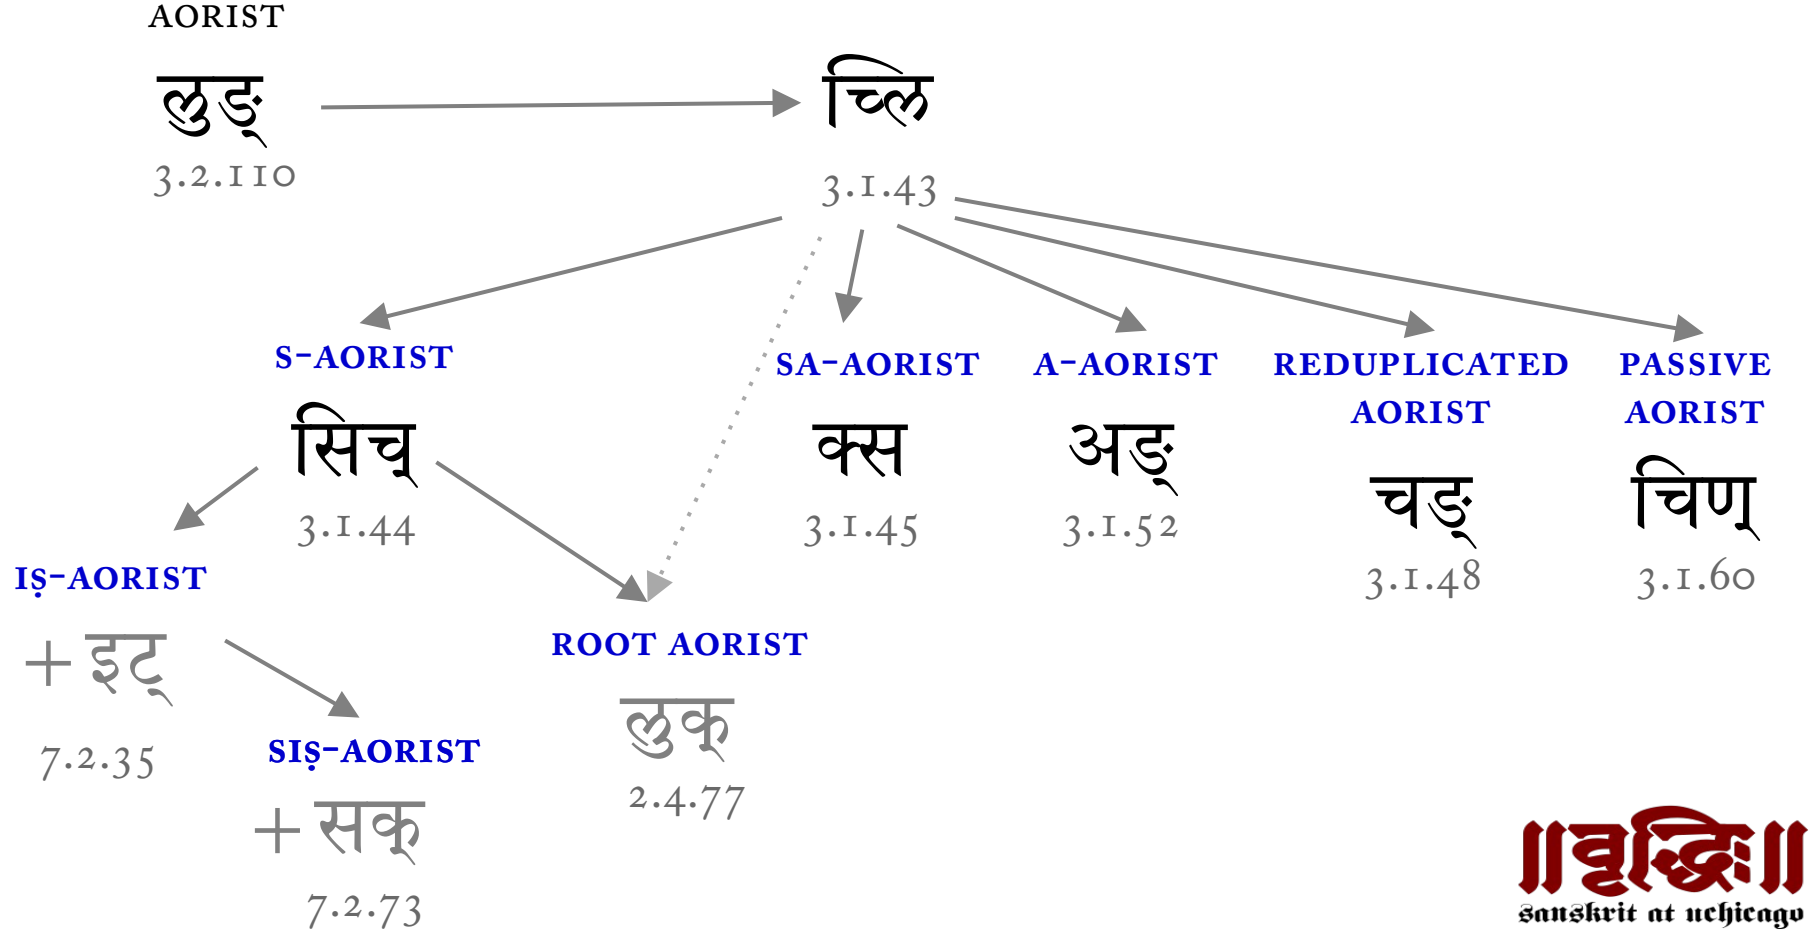 AORIST
लुङ्
3.2.110
च्लि
3.1.43
S-AORIST
सिच्
3.1.44
SA-AORIST
क्स
3.1.45
A-AORIST
अङ्
3.1.52
REDUPLICATED
AORIST
चङ्
3.1.48
PASSIVE
AORIST
चिण्
3.1.60
IṢ-AORIST
+ इट्
7.2.35
SIṢ-AORIST
+ सक्
7.2.73
ROOT AORIST
लुक्
2.4.77
॥वृद्धिः॥
sanskrit at uchicago